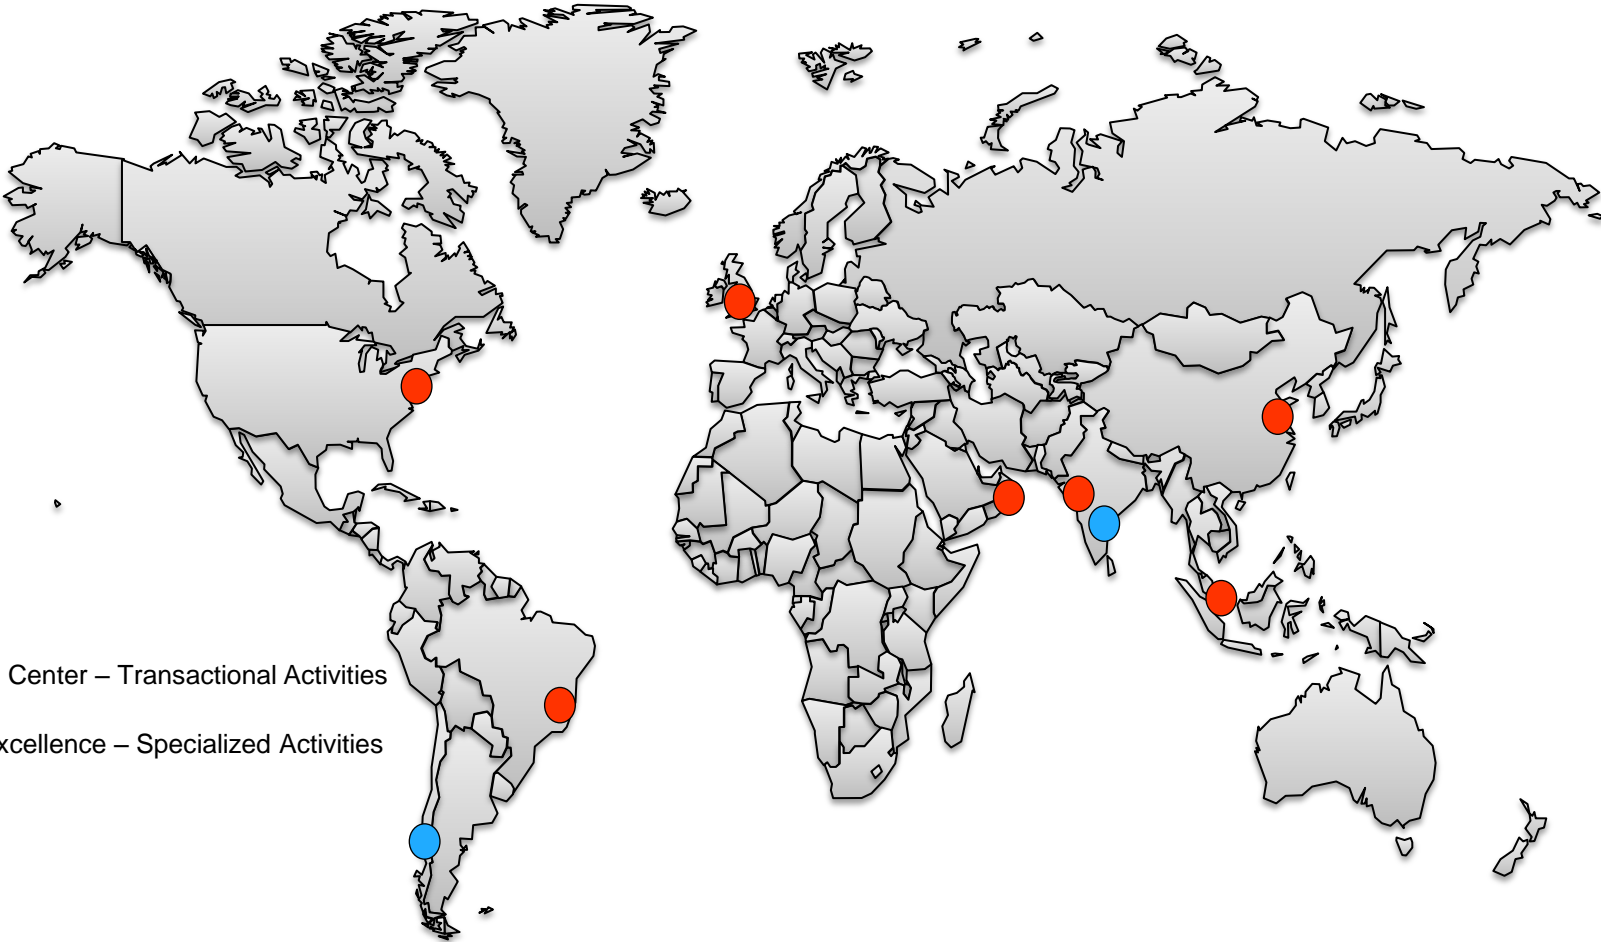 Center – Transactional Activities
xcellence – Specialized Activities